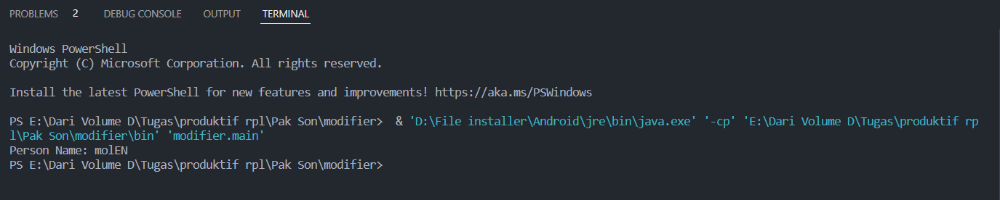 PROBLEMS 2 DEBUG CONSOLE OUTPUT TERMINAL
Windows PowerShell
Copyright (C) Microsoft Corporation. All rights reserved.
Install the latest PowerShell for new features and improvements! https://aka.ms/PSWindows
PS E:\Dari Volume D\Tugas\produktif rpl\Pak Son\modifier>  & 'D:\File installer\Android\jre\bin\java.exe' '-cp' 'E:\Dari Volume D\Tugas\produktif rp
l\Pak Son\modifier\bin' 'modifier.main'
Person Name: molEN
PS E:\Dari Volume D\Tugas\produktif rpl\Pak Son\modifier>